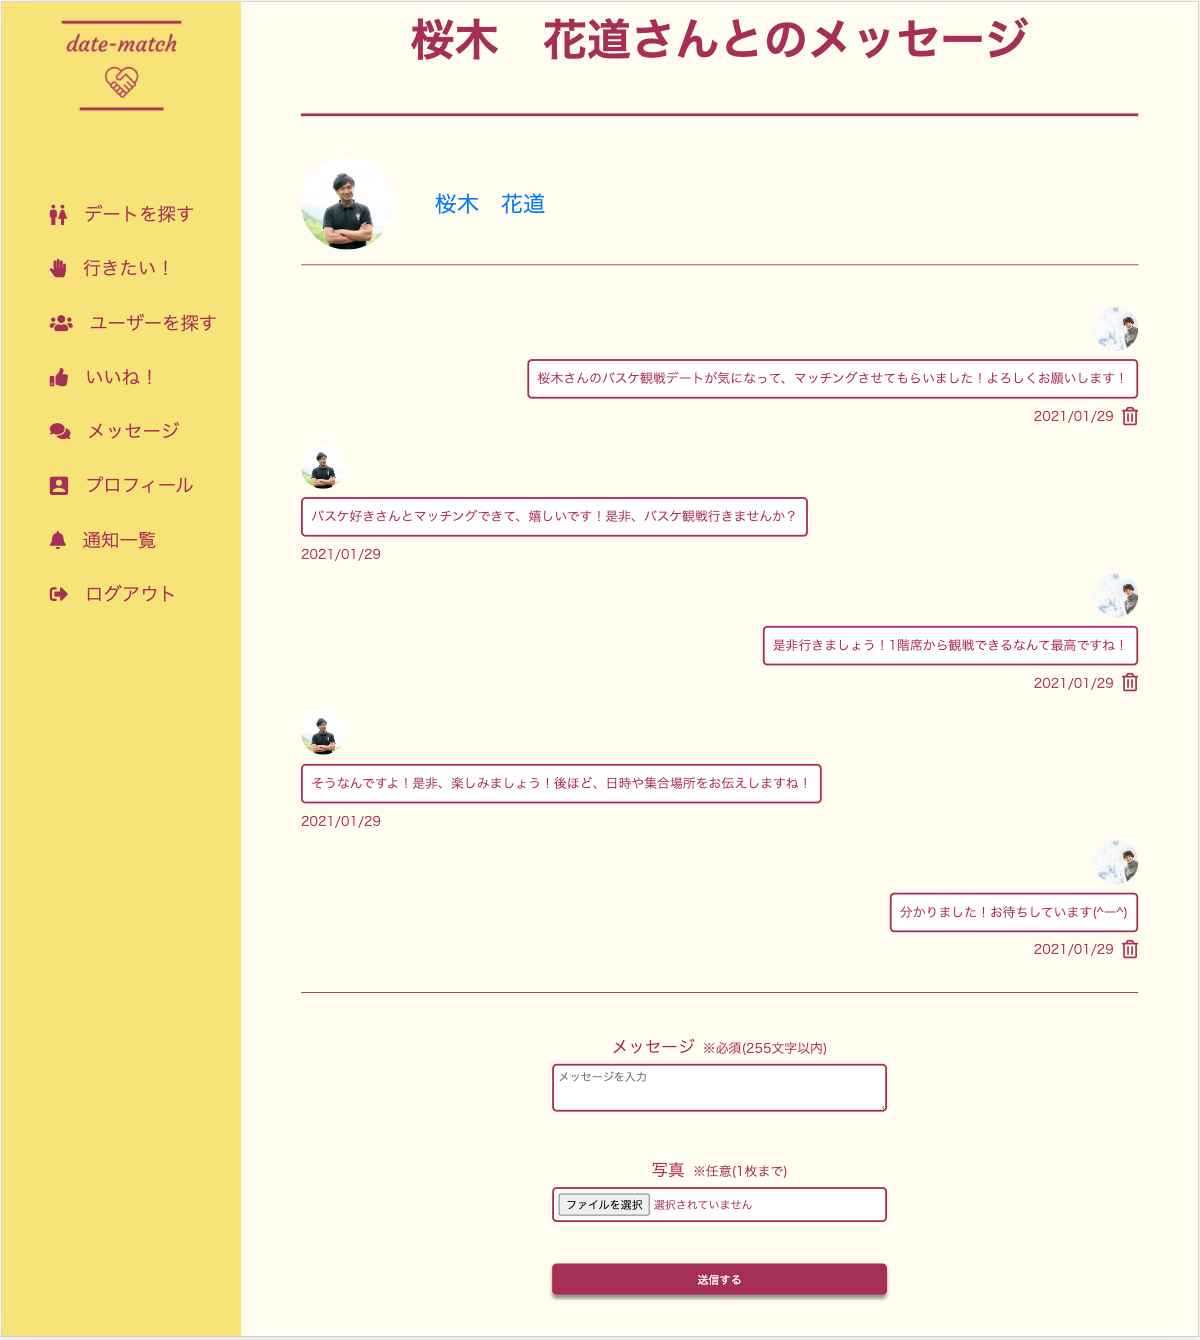 date-match
デートを探す
行きたい！
ユーザーを探す
いいね！
メッセージ
プロフィール
通知一覧
ログアウト
桜木　花道さんとのメッセージ
桜木　花道
桜木さんのバスケ観戦デートが気になって、マッチングさせてもらいました！よろしくお願いします！
2021/01/29
バスケ好きさんとマッチングできて、嬉しいです！是非、バスケ観戦行きませんか？
2021/01/29
是非行きましょう！1階席から観戦できるなんて最高ですね！
2021/01/29
そうなんですよ！是非、楽しみましょう！後ほど、日時や集合場所をお伝えしますね！
2021/01/29
分かりました！お待ちしています(^ー^)
2021/01/29
メッセージ ※必須(255文字以内)
メッセージを入力
写真 ※任意(1枚まで)
ファイルを選択 選択されていません
送信する